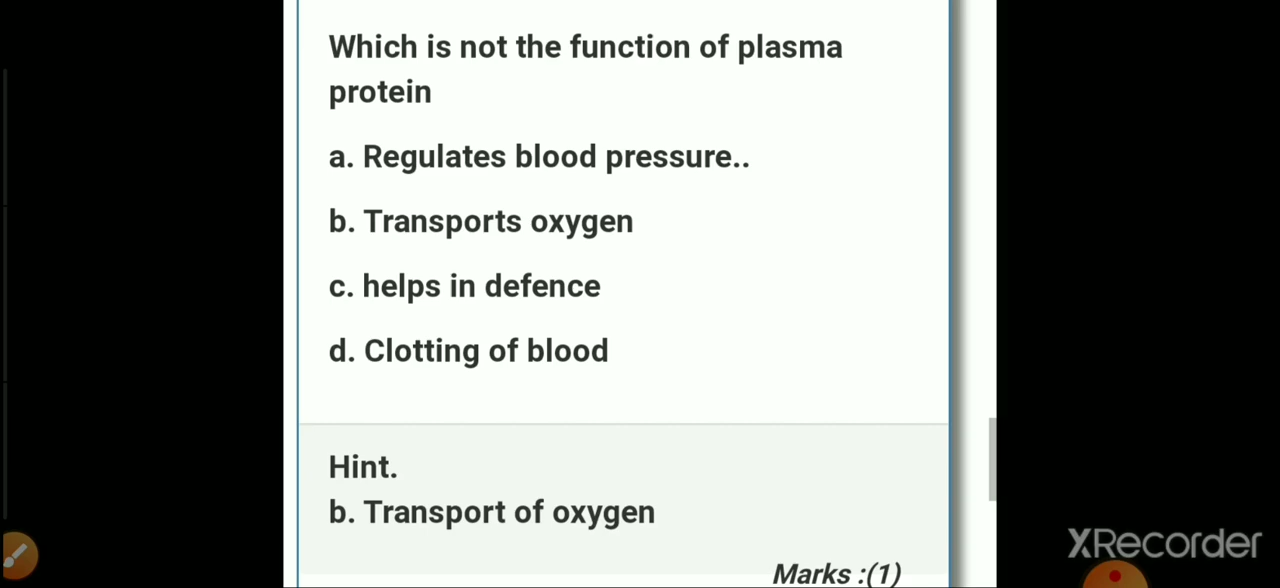 Which is not the function of plasma
protein
a. Regulates blood pressure..
b. Transports oxygen
c. helps in defence
d. Clotting of blood
Hint.
b. Transport of oxygen
Marks :(1)
XRecorder